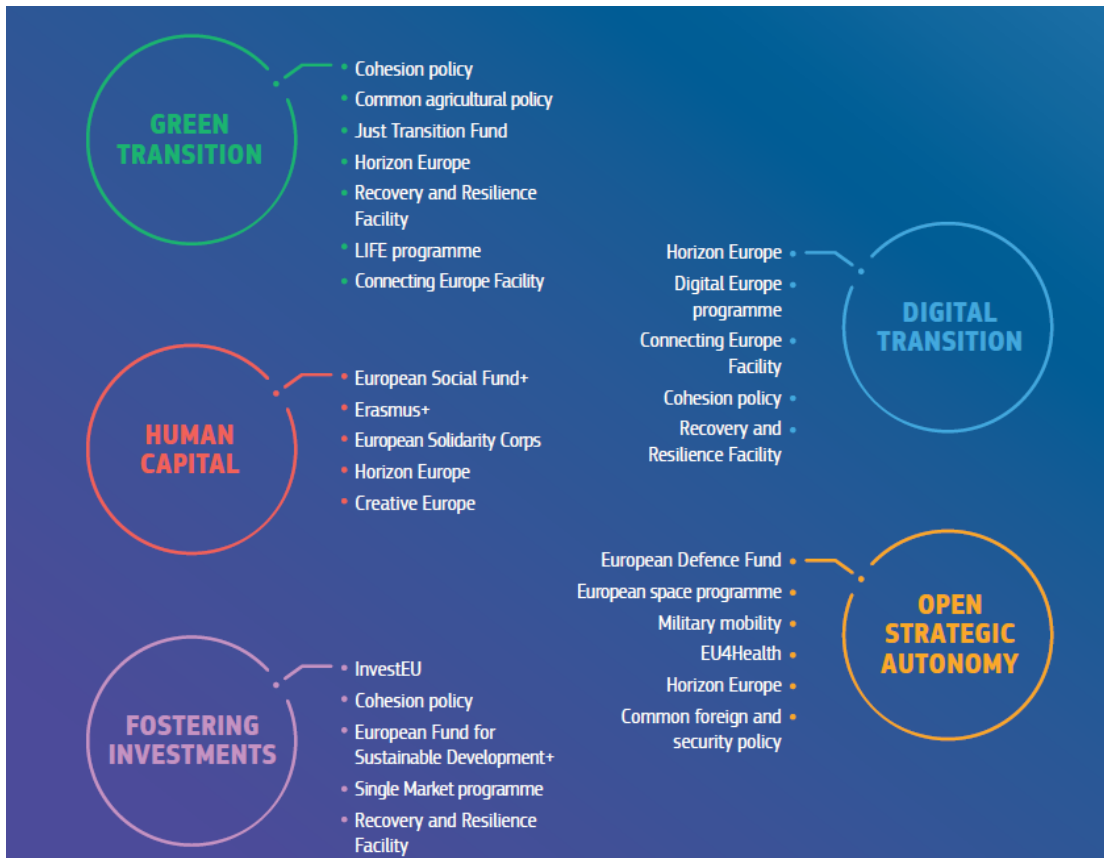 GREEN
TRANSITION
Cohesion policy
Common agricultural policy
Just Transition Fund
Horizon Europe
Recovery and Resilience
Facility
LIFE programme
Connecting Europe Facility
DIGITAL
TRANSITION
Horizon Europe
Digital Europe
programme
Connecting Europe
Facility
Cohesion policy
Recovery and
Resilience Facility
HUMAN
CAPITAL
European Social Fund+
Erasmus+
European Solidarity Corps
Horizon Europe
Creative Europe
OPEN
STRATEGIC
AUTONOMY
European Defence Fund
European space programme
Military mobility
EU4Health
Horizon Europe
Common foreign and
security policy
FOSTERING
INVESTMENTS
InvestEU
Cohesion policy
European Fund for
Sustainable Development+
Single Market programme
Recovery and Resilience
Facility